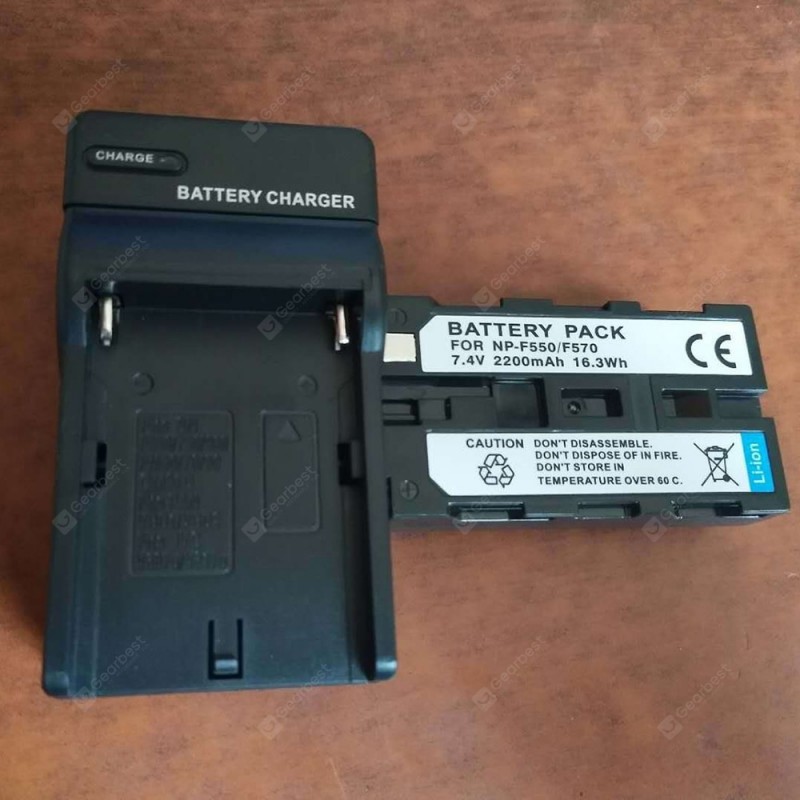 CHARGE
BATTERY CHARGER
BATTERY PACK
FOR NP-F550/F570
7.4V 2200mAh 16.3Wh
CE
CAUTION
DON'T DISASSEMBLE.
DON'T DISPOSE OF IN FIRE.
DON'T STORE IN
TEMPERATURE OVER 60 C.
Li-ion
Gearbest